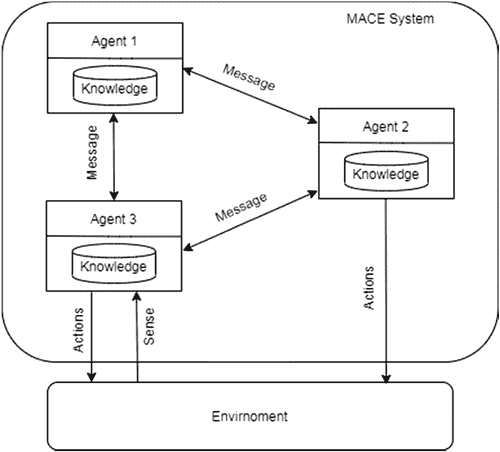 MACE System
Agent 1
Knowledge
Message
Agent 2
Knowledge
Message
Message
Agent 3
Knowledge
Actions
Sense
Actions
Envirnoment